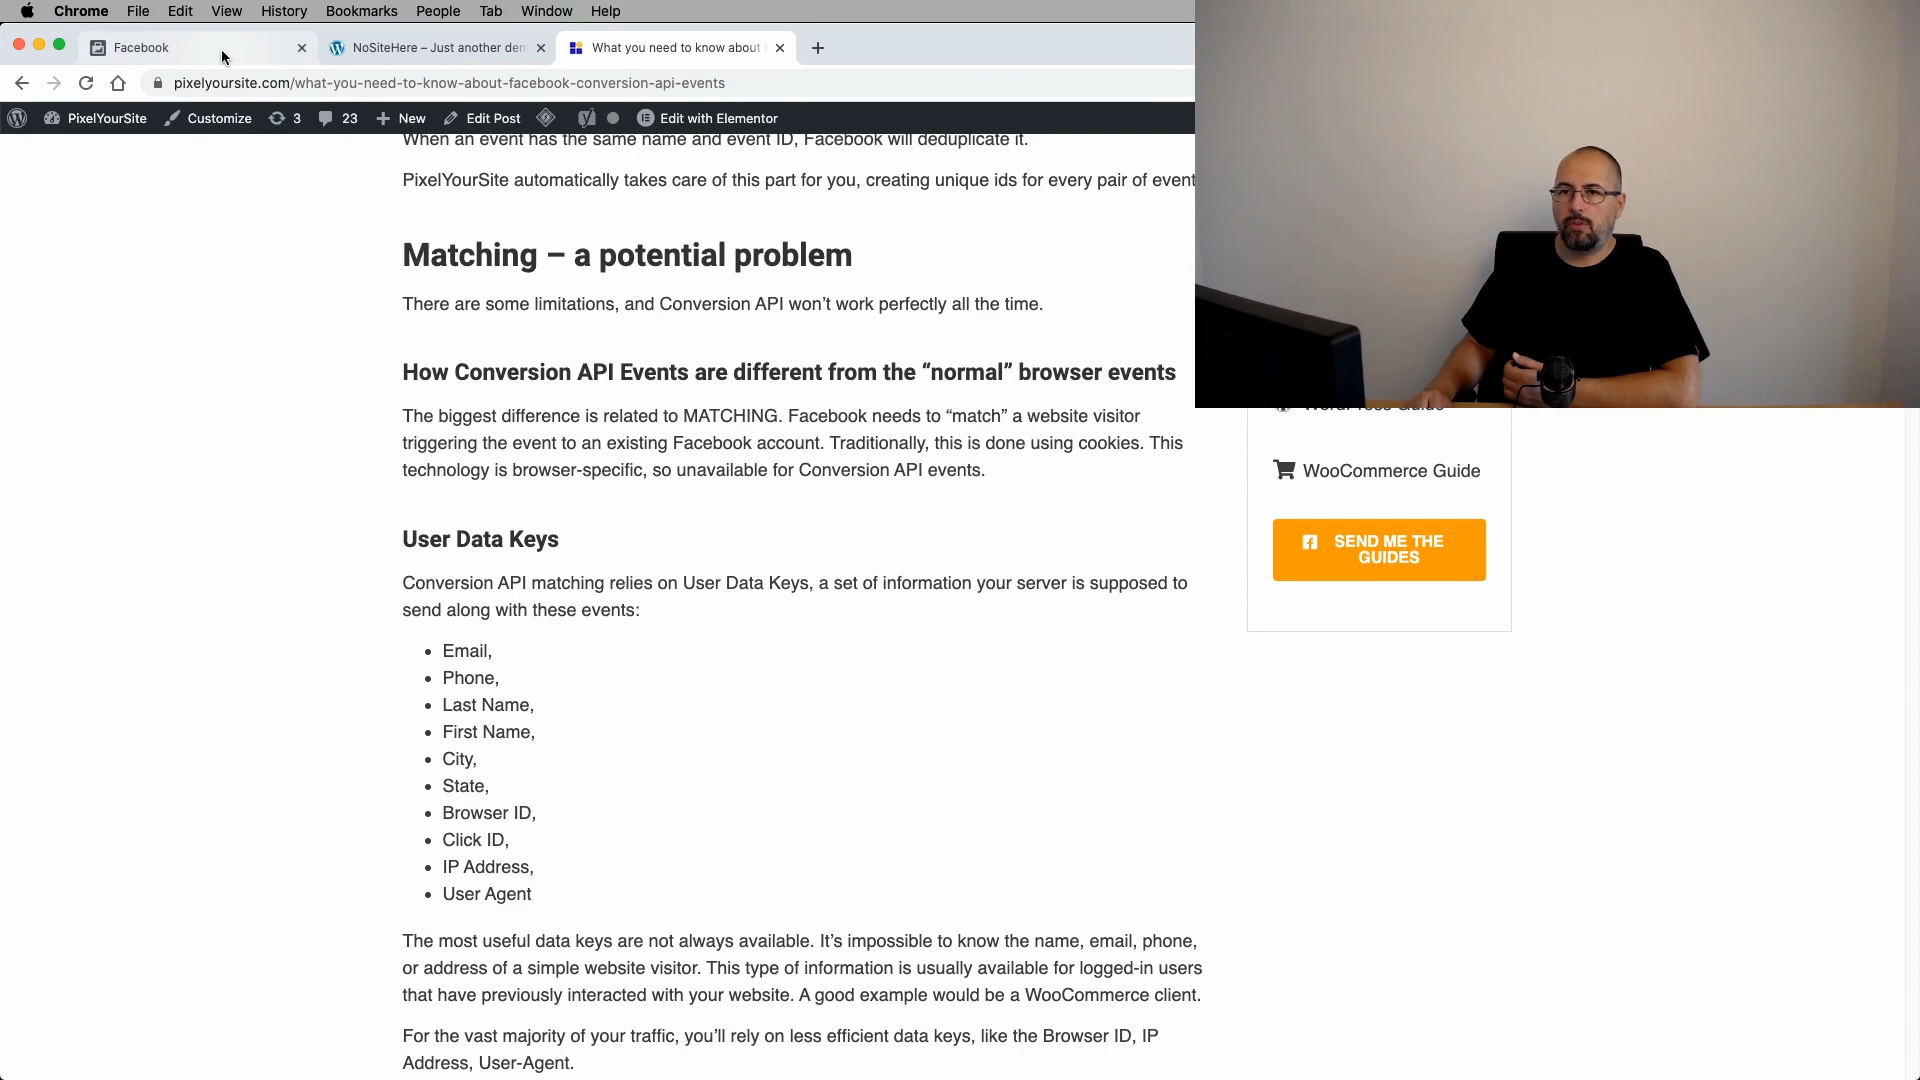 Chrome File Edit View History Bookmarks People Tab Window Help
Facebook NoSiteHere – Just another dem What you need to know about
pixelyoursite.com/what-you-need-to-know-about-facebook-conversion-api-events
PixelYourSite Customize 3 23 New Edit Post Edit with Elementor
When an event has the same name and event ID, Facebook will deduplicate it.
PixelYourSite automatically takes care of this part for you, creating unique ids for every pair of event
Matching – a potential problem
There are some limitations, and Conversion API won’t work perfectly all the time.
How Conversion API Events are different from the “normal” browser events
The biggest difference is related to MATCHING. Facebook needs to “match” a website visitor
triggering the event to an existing Facebook account. Traditionally, this is done using cookies. This
technology is browser-specific, so unavailable for Conversion API events.
User Data Keys
Conversion API matching relies on User Data Keys, a set of information your server is supposed to
send along with these events:
• Email,
• Phone,
• Last Name,
• First Name,
• City,
• State,
• Browser ID,
• Click ID,
• IP Address,
• User Agent
The most useful data keys are not always available. It’s impossible to know the name, email, phone,
or address of a simple website visitor. This type of information is usually available for logged-in users
that have previously interacted with your website. A good example would be a WooCommerce client.
For the vast majority of your traffic, you’ll rely on less efficient data keys, like the Browser ID, IP
Address, User-Agent.
WordPress Guide
WooCommerce Guide
SEND ME THE
GUIDES